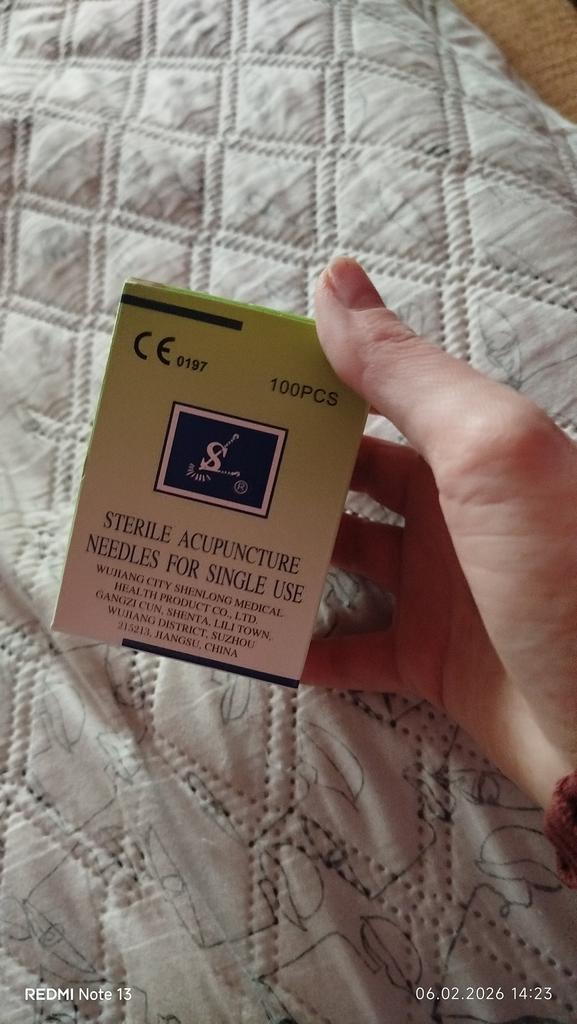 CE 0197
100PCS
S
®
STERILE ACUPUNCTURE
NEEDLES FOR SINGLE USE
WUJIANG CITY SHENLONG MEDICAL
HEALTH PRODUCT CO., LTD.
GANGZI CUN, SHENTA, LILI TOWN,
WUJIANG DISTRICT, SUZHOU
215213, JIANGSU, CHINA
REDMI Note 13
06.02.2026 14:23